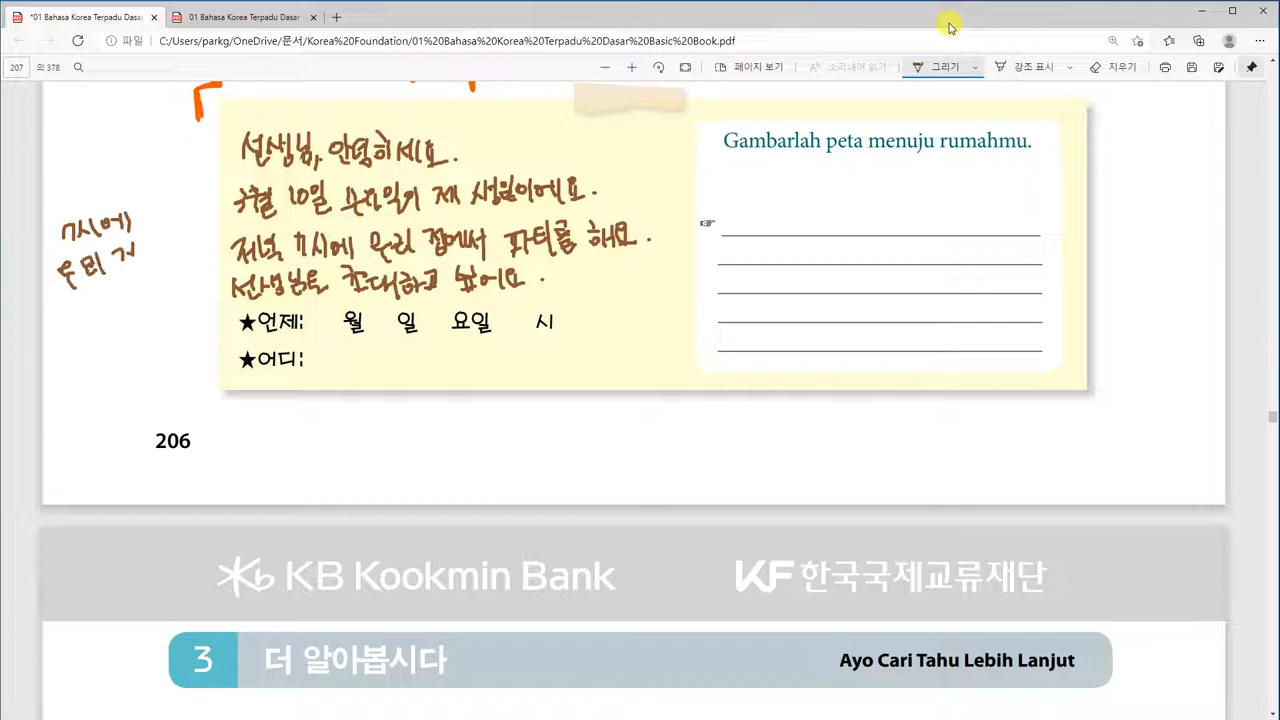 *01 Bahasa Korea Terpadu Dasar
01 Bahasa Korea Terpadu Dasar
파일
C:/Users/parkg/OneDrive/문서/Korea%20Foundation/01%20Bahasa%20Korea%20Terpadu%20Dasar%20Basic%20Book.pdf
207 의 378
페이지 보기
소리내어 읽기
그리기
강조 표시
지우기
선생님, 안녕하세요.
10일 수요일이 제 생일이에요.
저녁 7시에 우리 집에서 파티를 해요.
선생님을 초대하고 싶어요.
7시에
우리
★언제: 월 일 요일 시
★어디:
Gambarlah peta menuju rumahmu.
206
KB Kookmin Bank
KF 한국국제교류재단
3 더 알아봅시다
Ayo Cari Tahu Lebih Lanjut